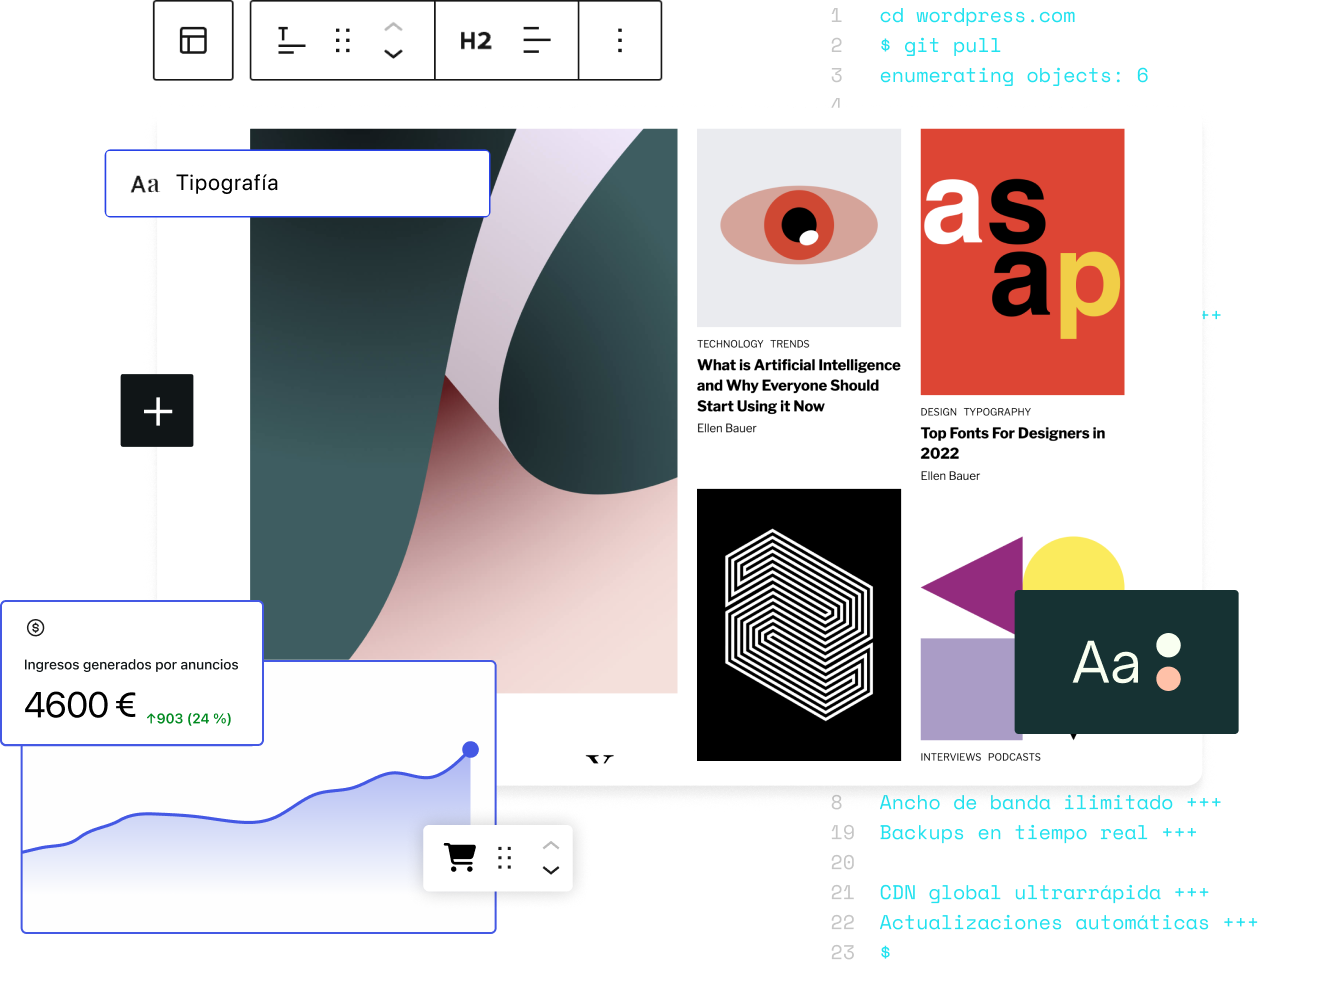 1 cd wordpress.com
2 $ git pull
3 enumerating objects: 6
4
H2
Aa Tipografía
++
as
ap
TECHNOLOGY TRENDS
What is Artificial Intelligence
and Why Everyone Should
Start Using it Now
Ellen Bauer
DESIGN TYPOGRAPHY
Top Fonts For Designers in
2022
Ellen Bauer
Aa
INTERVIEWS PODCASTS
Ingresos generados por anuncios
4600 €
↑903 (24 %)
8 Ancho de banda ilimitado +++
19 Backups en tiempo real +++
20
21 CDN global ultrarrápida +++
22 Actualizaciones automáticas +++
23 $